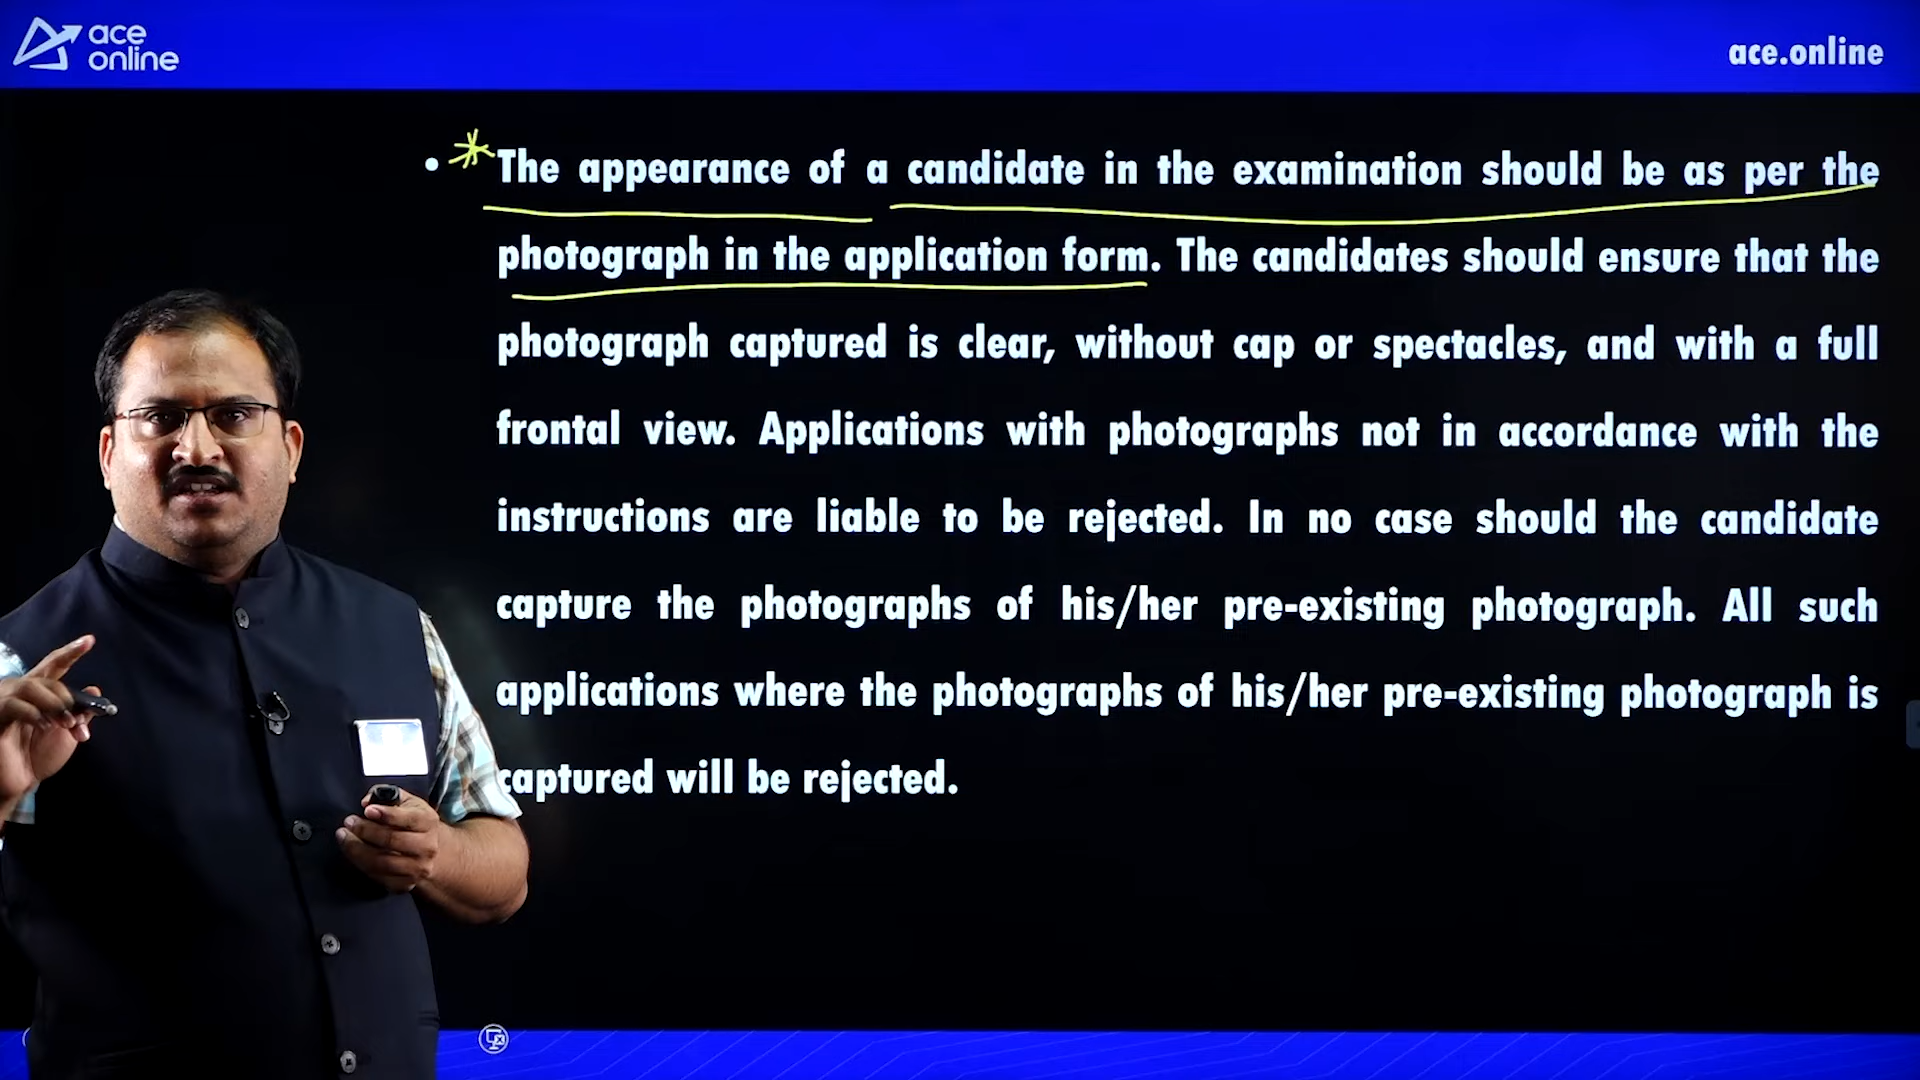 ace
online
ace.online
• * The appearance of a candidate in the examination should be as per the
photograph in the application form. The candidates should ensure that the
photograph captured is clear, without cap or spectacles, and with a full
frontal view. Applications with photographs not in accordance with the
instructions are liable to be rejected. In no case should the candidate
capture the photographs of his/her pre-existing photograph. All such
applications where the photographs of his/her pre-existing photograph is
captured will be rejected.